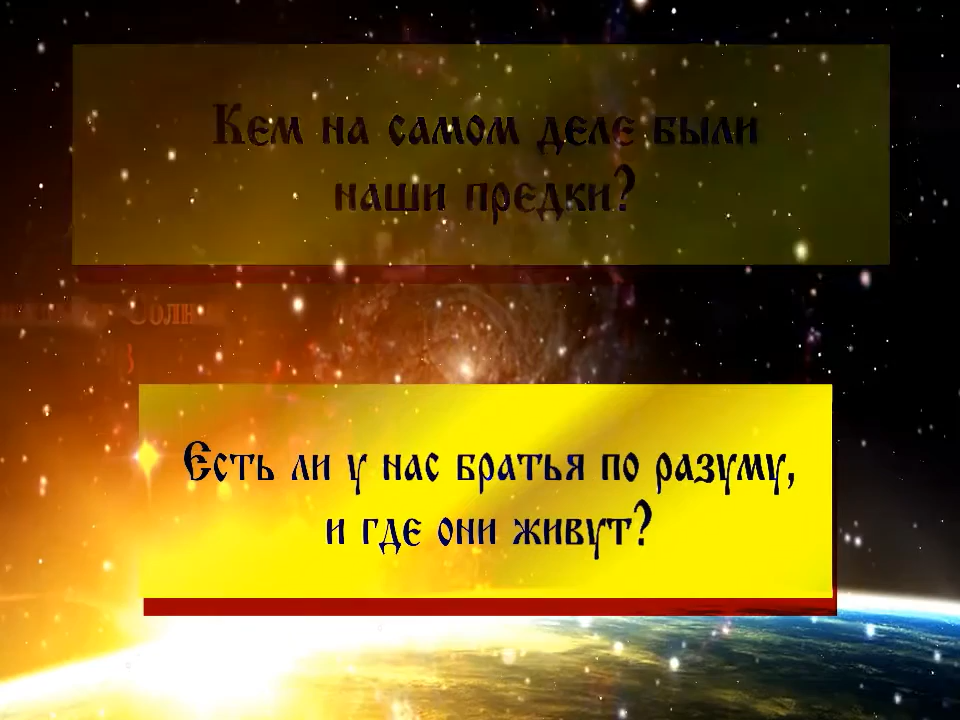 Кем на самом деле были
наши предки?
Есть ли у нас братья по разуму,
и где они живут?